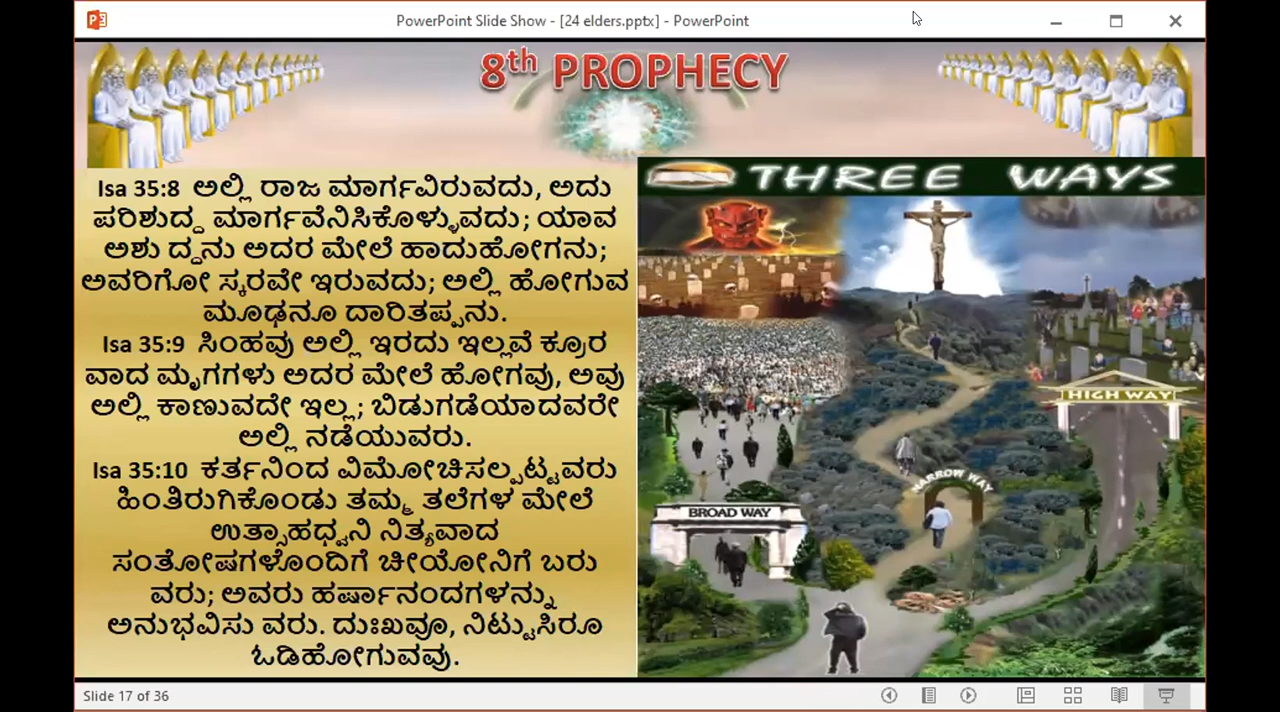 PowerPoint Slide Show - [24 elders.pptx] - PowerPoint
8th PROPHECY
THREE WAYS
Isa 35:8 ಅಲ್ಲಿ ರಾಜ ಮಾರ್ಗವಿರುವದು, ಅದು
ಪರಿಶುದ್ಧ ಮಾರ್ಗವೆನಿಸಿಕೊಳ್ಳುವದು; ಯಾವ
ಅಶು ದ್ಧನು ಅದರ ಮೇಲೆ ಹಾದುಹೋಗನು;
ಅವರಿಗೋ ಸ್ಕರವೇ ಇರುವದು; ಅಲ್ಲಿ ಹೋಗುವ
ಮೂಢನೂ ದಾರಿತಪ್ಪನು.
Isa 35:9 ಸಿಂಹವು ಅಲ್ಲಿ ಇರದು ಇಲ್ಲವೆ ಕ್ರೂರ
ವಾದ ಮೃಗಗಳು ಅದರ ಮೇಲೆ ಹೋಗವು, ಅವು
ಅಲ್ಲಿ ಕಾಣುವದೇ ಇಲ್ಲ; ಬಿಡುಗಡೆಯಾದವರೇ
ಅಲ್ಲಿ ನಡೆಯುವರು.
Isa 35:10 ಕರ್ತನಿಂದ ವಿಮೋಚಿಸಲ್ಪಟ್ಟವರು
ಹಿಂತಿರುಗಿಕೊಂಡು ತಮ್ಮ ತಲೆಗಳ ಮೇಲೆ
ಉತ್ಸಾಹಧ್ವನಿ ನಿತ್ಯವಾದ
ಸಂತೋಷಗಳೊಂದಿಗೆ ಚೀಯೋನಿಗೆ ಬರು
ವರು; ಅವರು ಹರ್ಷಾನಂದಗಳನ್ನು
ಅನುಭವಿಸು ವರು. ದುಃಖವೂ, ನಿಟ್ಟುಸಿರೂ
ಓಡಿಹೋಗುವವು.
HIGH WAY
NARROW WAY
BROAD WAY
Slide 17 of 36